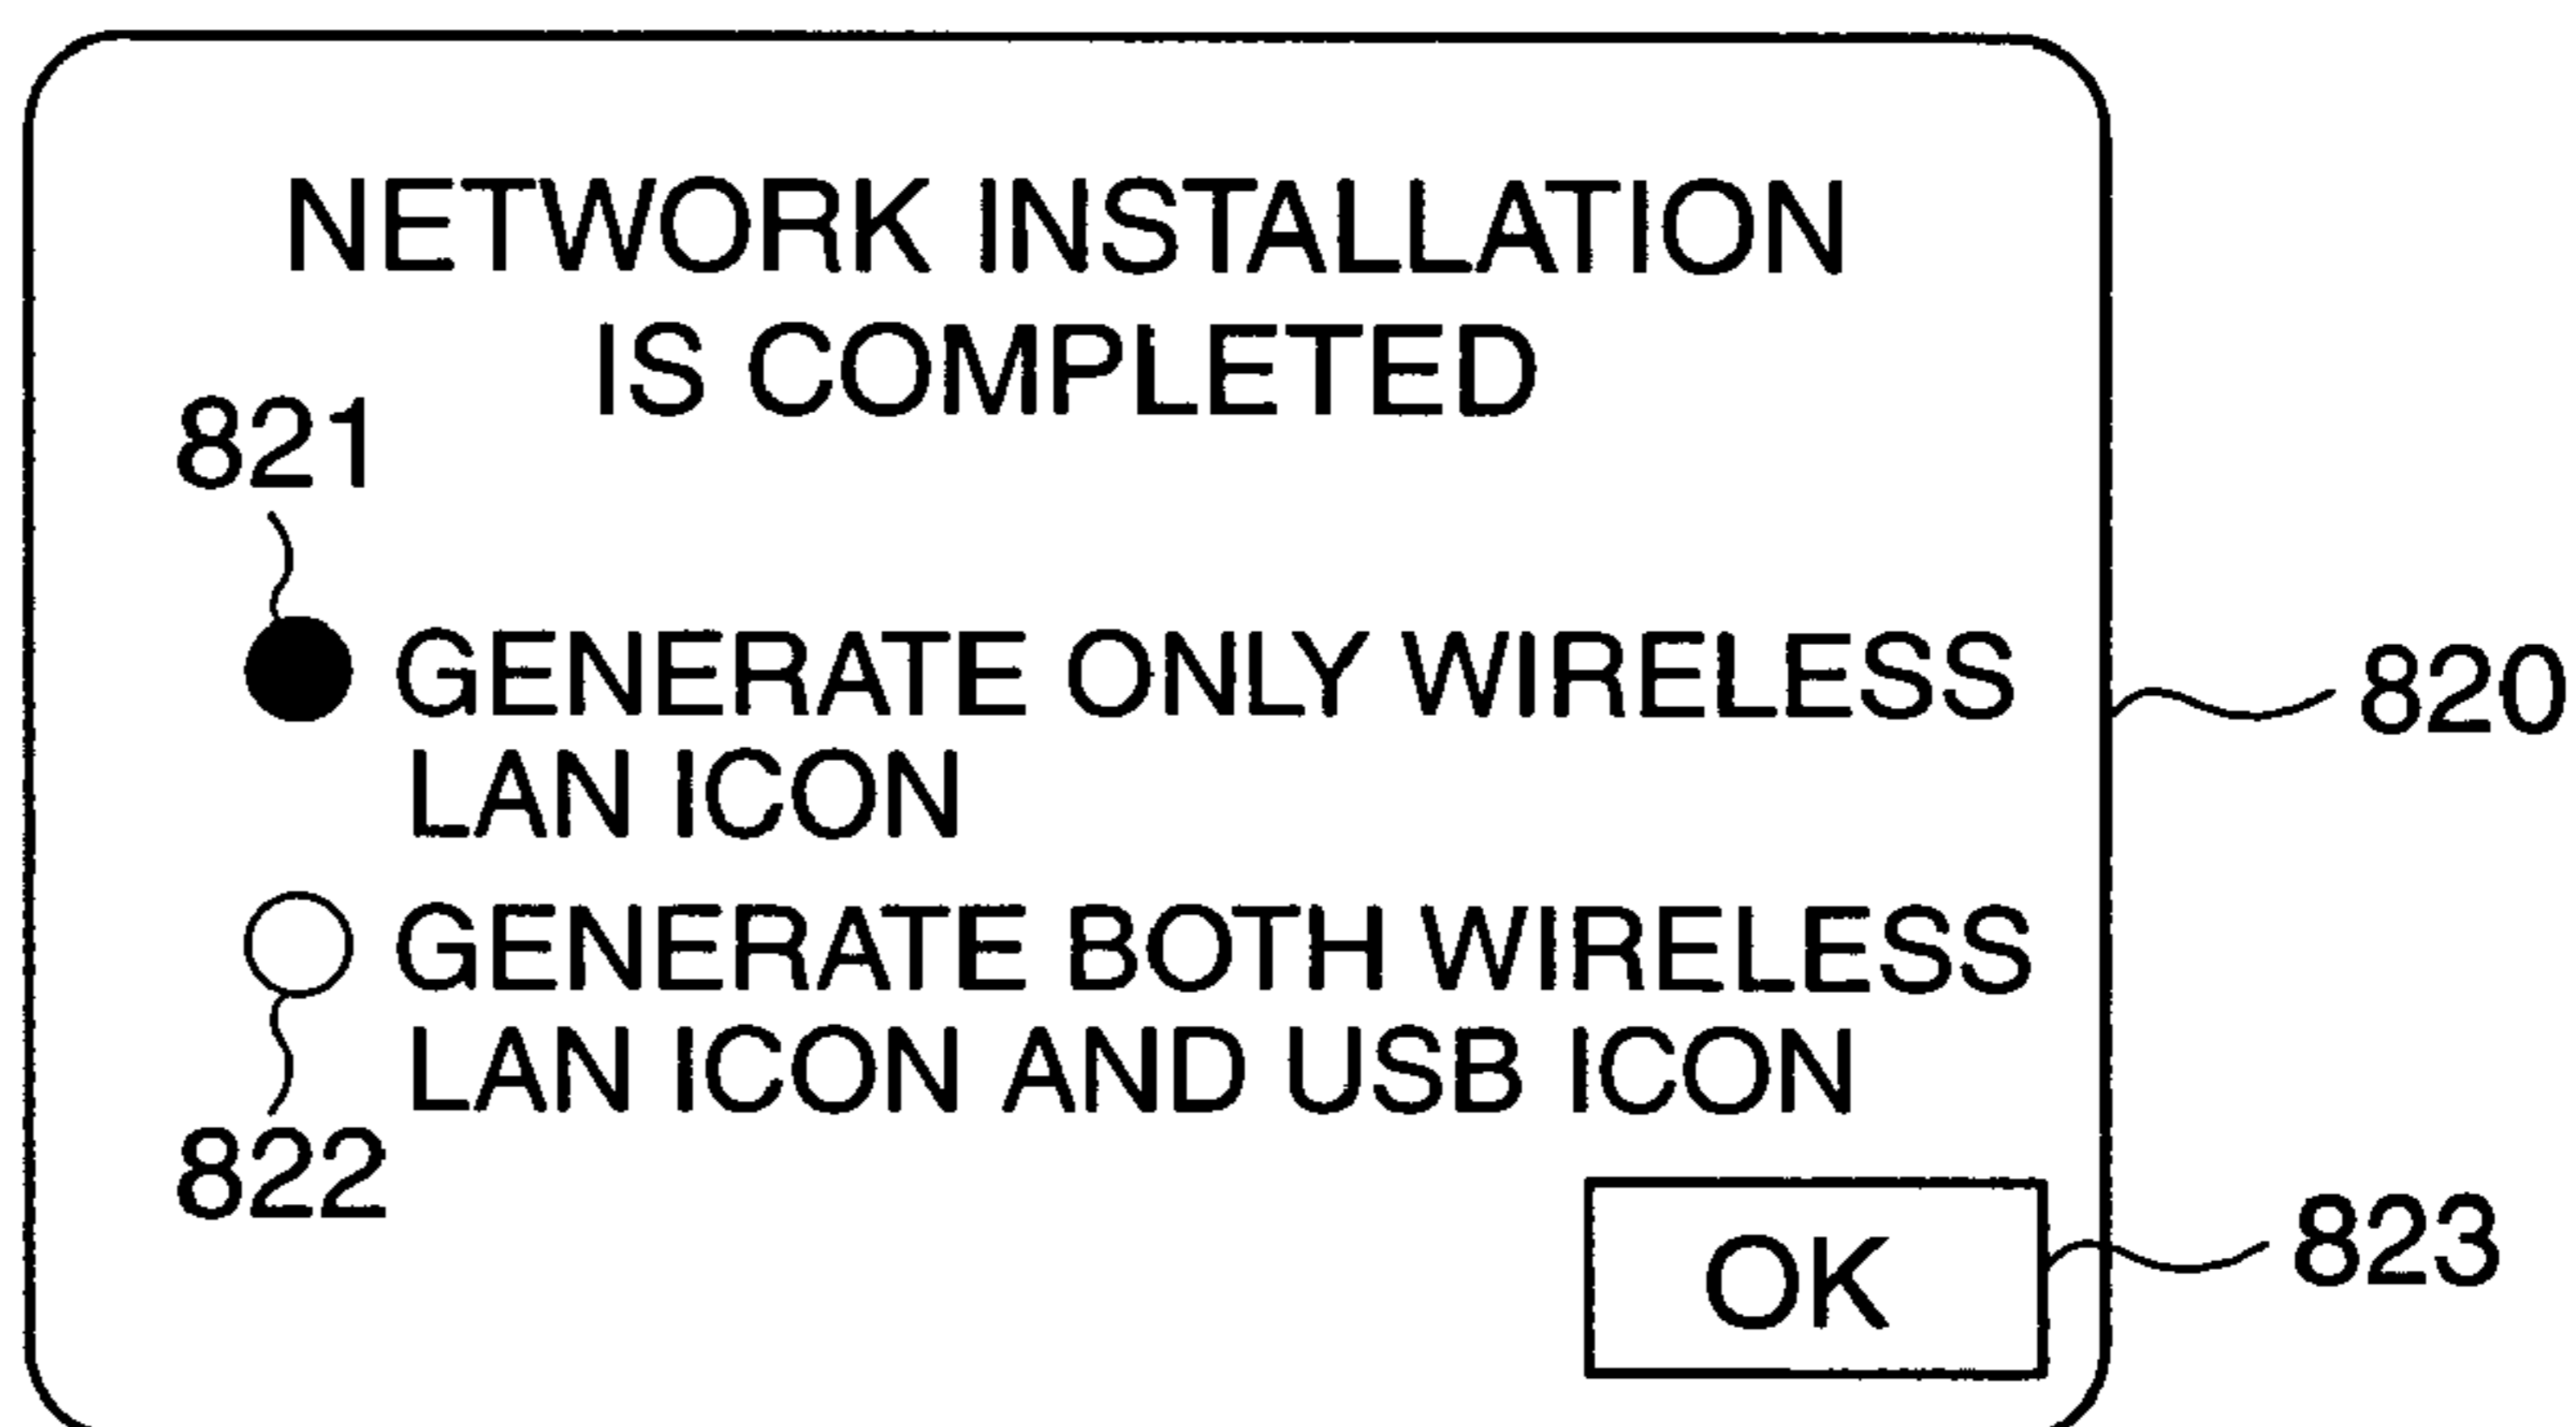 NETWORK INSTALLATION
IS COMPLETED
821
GENERATE ONLY WIRELESS
LAN ICON
820
GENERATE BOTH WIRELESS
LAN ICON AND USB ICON
822
OK
823